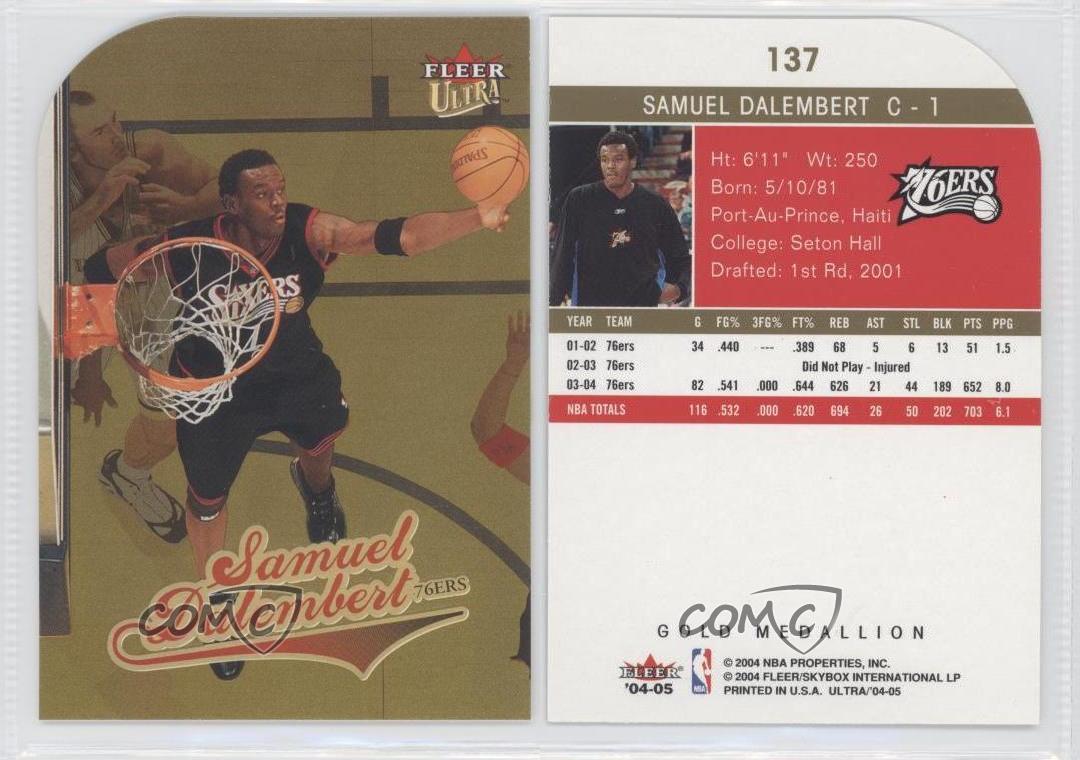 FLEER
ULTRA
SPALDING
SIXERS
Samuel
Dalembert
76ERS
COMC
137
SAMUEL DALEMBERT C - 1
Ht: 6'11" Wt: 250
Born: 5/10/81
Port-Au-Prince, Haiti
College: Seton Hall
Drafted: 1st Rd, 2001
76ERS
YEAR TEAM G FG% 3FG% FT% REB AST STL BLK PTS PPG
01-02 76ers 34 .440 --- .389 68 5 6 13 51 1.5
02-03 76ers Did Not Play - Injured
03-04 76ers 82 .541 .000 .644 626 21 44 189 652 8.0
NBA TOTALS 116 .532 .000 .620 694 26 50 202 703 6.1
COMC
GOLD MEDALLION
FLEER
'04-05
NBA
© 2004 NBA PROPERTIES, INC.
© 2004 FLEER/SKYBOX INTERNATIONAL LP
PRINTED IN U.S.A. ULTRA/'04-05